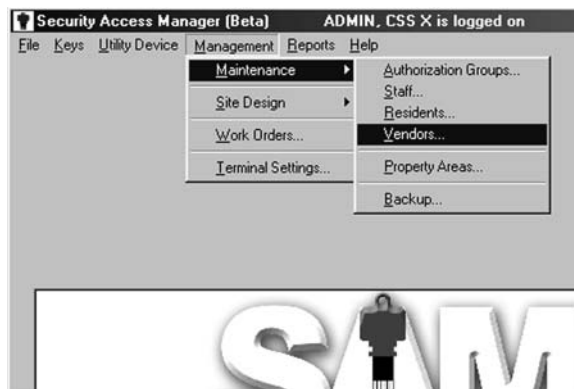 Security Access Manager (Beta) ADMIN, CSS X is logged on
File Keys Utility Device Management Reports Help
Maintenance
Site Design
Work Orders...
Terminal Settings...
Authorization Groups...
Staff...
Residents...
Vendors...
Property Areas...
Backup...
SAM